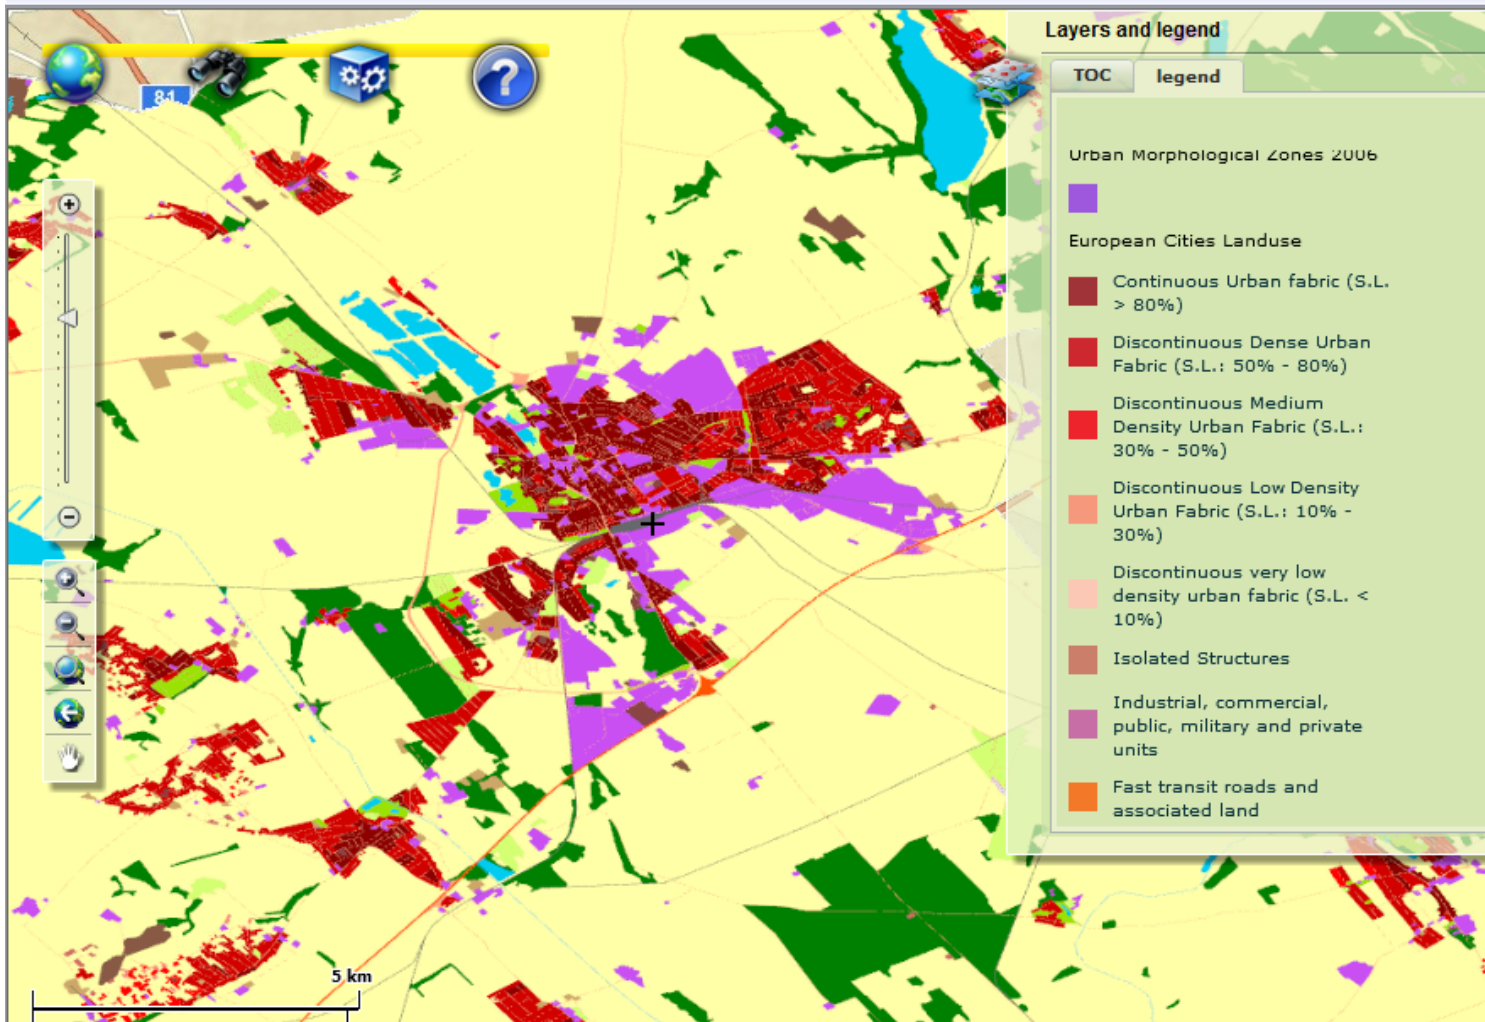 Layers and legend
TOC
legend
81
?
Urban Morphological Zones 2006
European Cities Landuse
Continuous Urban fabric (S.L.
> 80%)
Discontinuous Dense Urban
Fabric (S.L.: 50% - 80%)
Discontinuous Medium
Density Urban Fabric (S.L.:
30% - 50%)
Discontinuous Low Density
Urban Fabric (S.L.: 10% -
30%)
Discontinuous very low
density urban fabric (S.L. <
10%)
Isolated Structures
Industrial, commercial,
public, military and private
units
Fast transit roads and
associated land
5 km